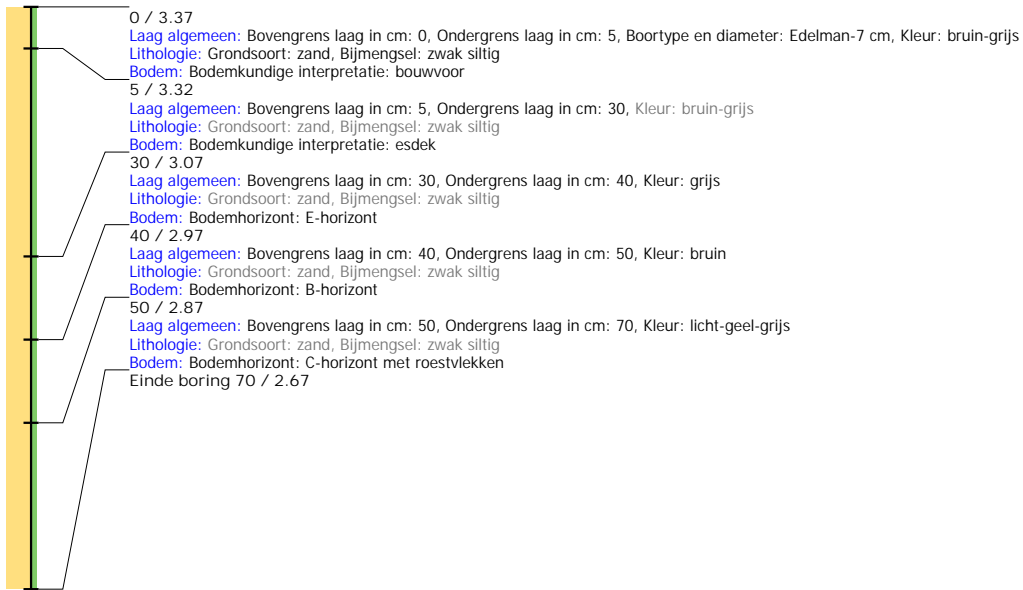 0 / 3.37
Laag algemeen: Bovengrens laag in cm: 0, Ondergrens laag in cm: 5, Boortype en diameter: Edelman-7 cm, Kleur: bruin-grijs
Lithologie: Grondsoort: zand, Bijmengsel: zwak siltig
Bodem: Bodemkundige interpretatie: bouwvoor
5 / 3.32
Laag algemeen: Bovengrens laag in cm: 5, Ondergrens laag in cm: 30, Kleur: bruin-grijs
Lithologie: Grondsoort: zand, Bijmengsel: zwak siltig
Bodem: Bodemkundige interpretatie: esdek
30 / 3.07
Laag algemeen: Bovengrens laag in cm: 30, Ondergrens laag in cm: 40, Kleur: grijs
Lithologie: Grondsoort: zand, Bijmengsel: zwak siltig
Bodem: Bodemhorizont: E-horizont
40 / 2.97
Laag algemeen: Bovengrens laag in cm: 40, Ondergrens laag in cm: 50, Kleur: bruin
Lithologie: Grondsoort: zand, Bijmengsel: zwak siltig
Bodem: Bodemhorizont: B-horizont
50 / 2.87
Laag algemeen: Bovengrens laag in cm: 50, Ondergrens laag in cm: 70, Kleur: licht-geel-grijs
Lithologie: Grondsoort: zand, Bijmengsel: zwak siltig
Bodem: Bodemhorizont: C-horizont met roestvlekken
Einde boring 70 / 2.67